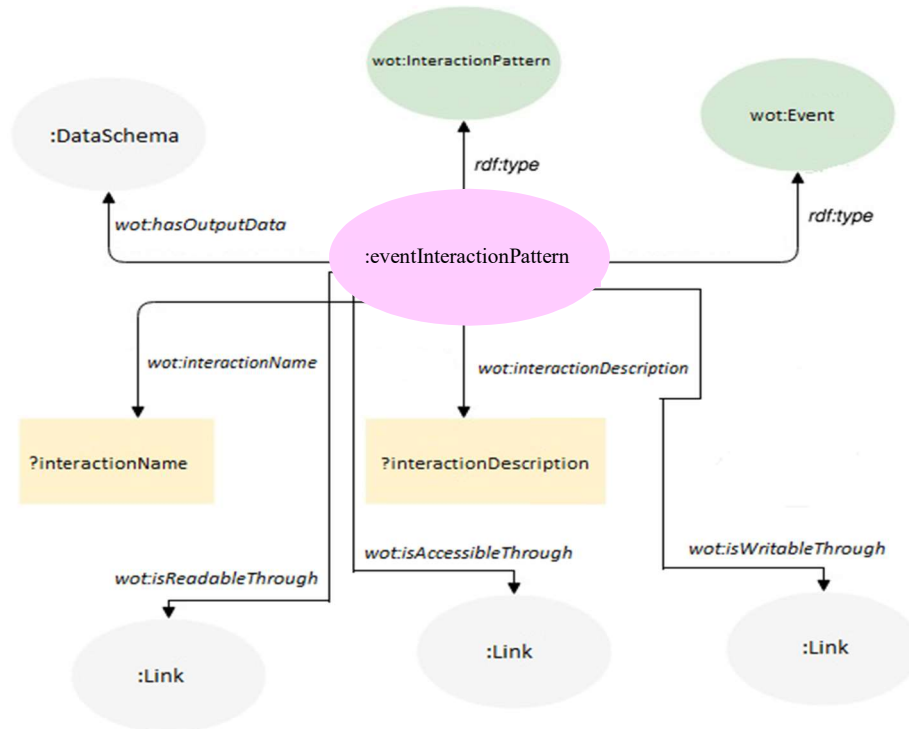 wot:InteractionPattern
wot:Event
:DataSchema
rdf:type
rdf:type
wot:hasOutputData
:eventInteractionPattern
wot:interactionName
wot:interactionDescription
?interactionName
?interactionDescription
wot:isAccessibleThrough
wot:isWritableThrough
wot:isReadableThrough
:Link
:Link
:Link